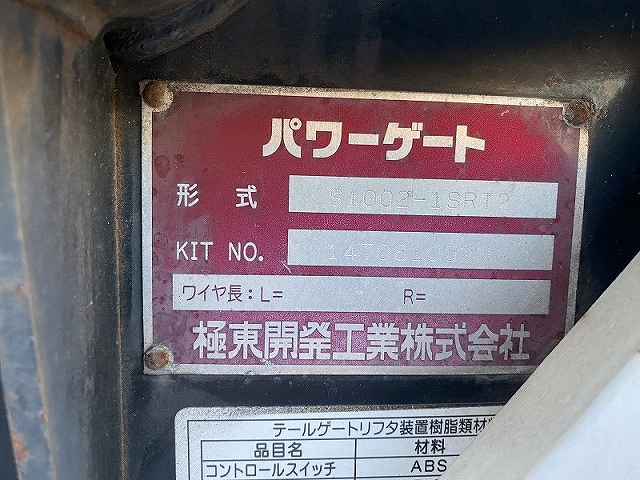 パワーゲート
形式 S1002-1SRT2
KIT NO.
ワイヤ長：L= R=
極東開発工業株式会社
テールゲートリフタ装置樹脂類材
品目名 材料
コントロールスイッチ ABS